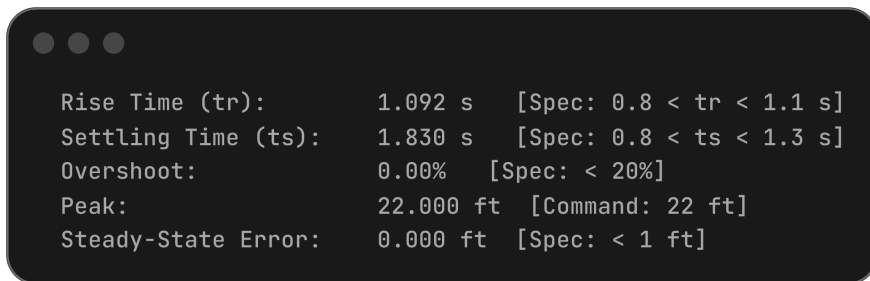 Rise Time (tr): 1.092 s [Spec: 0.8 < tr < 1.1 s]
Settling Time (ts): 1.830 s [Spec: 0.8 < ts < 1.3 s]
Overshoot: 0.00% [Spec: < 20%]
Peak: 22.000 ft [Command: 22 ft]
Steady-State Error: 0.000 ft [Spec: < 1 ft]